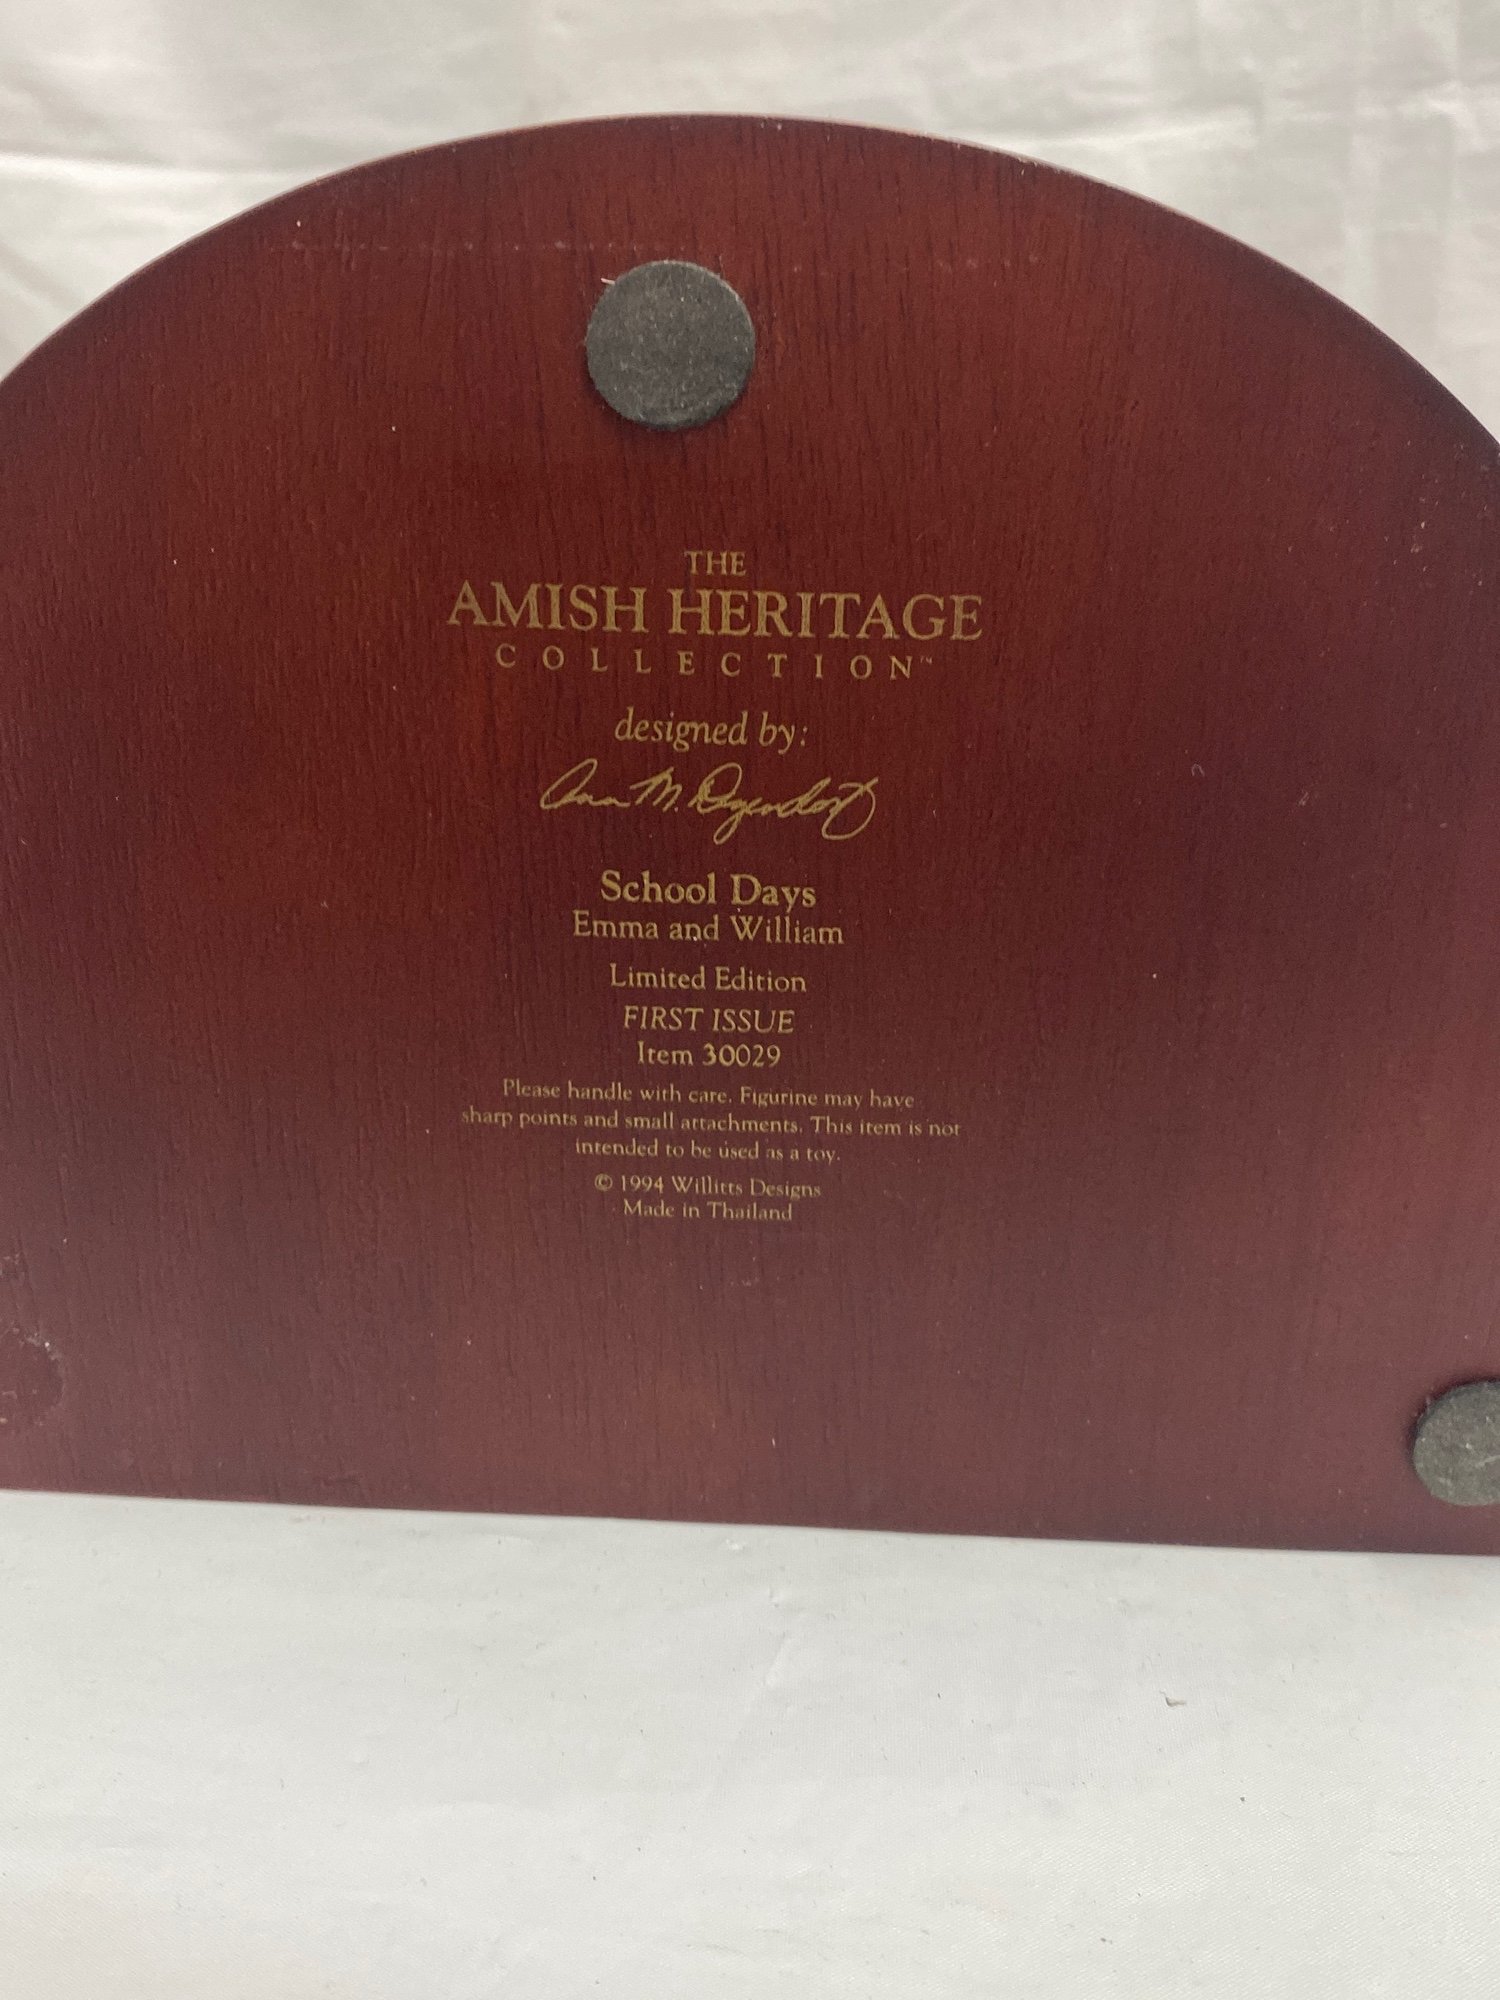 THE
AMISH HERITAGE
COLLECTION™
designed by:
Ann M. Dezendorf
School Days
Emma and William
Limited Edition
FIRST ISSUE
Item 30029
Please handle with care. Figurine may have
sharp points and small attachments. This item is not
intended to be used as a toy.
© 1994 Willitts Designs
Made in Thailand